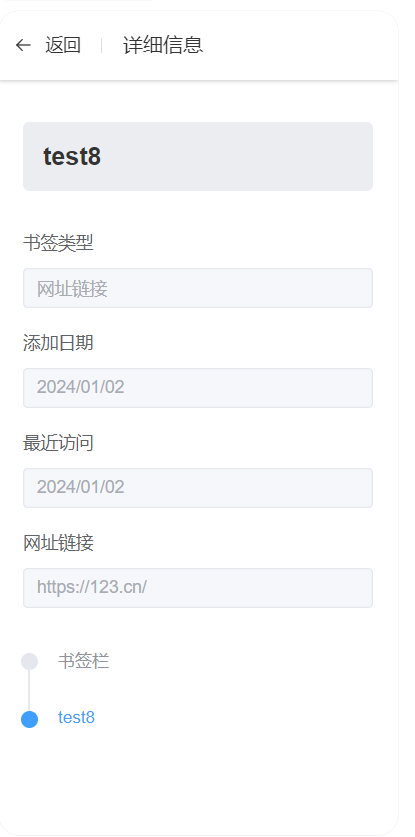 返回 详细信息
test8
书签类型
网址链接
添加日期
2024/01/02
最近访问
2024/01/02
网址链接
https://123.cn/
书签栏
test8